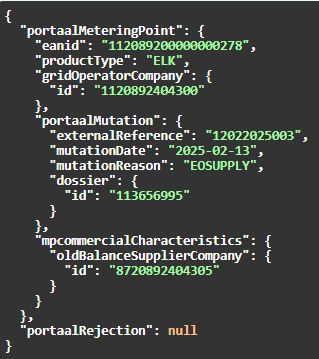 {
  "portaalMeteringPoint": {
    "eanid": "112089200000000278",
    "productType": "ELK",
    "gridOperatorCompany": {
      "id": "1120892404300"
    },
    "portaalMutation": {
      "externalReference": "12022025003",
      "mutationDate": "2025-02-13",
      "mutationReason": "EOSUPPLY",
      "dossier": {
        "id": "113656995"
      }
    },
    "mpcommercialCharacteristics": {
      "oldBalanceSupplierCompany": {
        "id": "8720892404305"
      }
    }
  },
  "portaalRejection": null
}